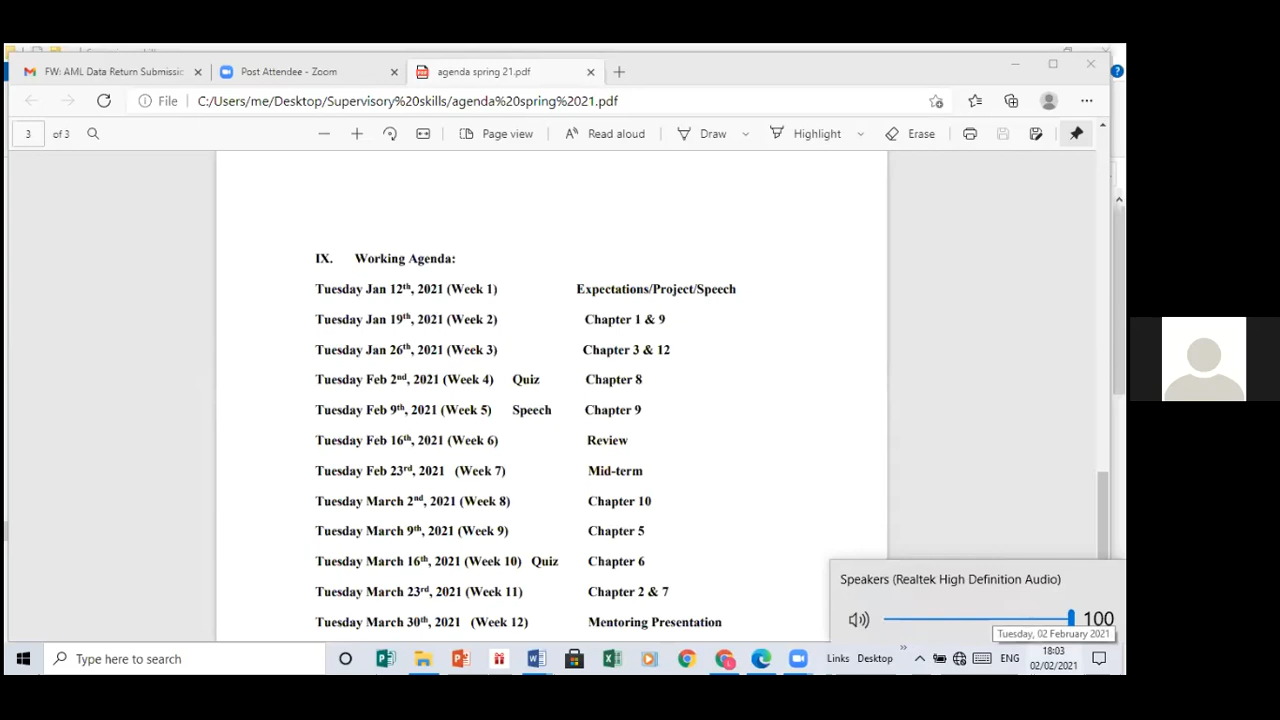 FW: AML Data Return Submissic
Post Attendee - Zoom
agenda spring 21.pdf
File C:/Users/me/Desktop/Supervisory%20skills/agenda%20spring%2021.pdf
3 of 3 Page view Read aloud Draw Highlight Erase
IX. Working Agenda:
Tuesday Jan 12th, 2021 (Week 1) Expectations/Project/Speech
Tuesday Jan 19th, 2021 (Week 2) Chapter 1 & 9
Tuesday Jan 26th, 2021 (Week 3) Chapter 3 & 12
Tuesday Feb 2nd, 2021 (Week 4) Quiz Chapter 8
Tuesday Feb 9th, 2021 (Week 5) Speech Chapter 9
Tuesday Feb 16th, 2021 (Week 6) Review
Tuesday Feb 23rd, 2021 (Week 7) Mid-term
Tuesday March 2nd, 2021 (Week 8) Chapter 10
Tuesday March 9th, 2021 (Week 9) Chapter 5
Tuesday March 16th, 2021 (Week 10) Quiz Chapter 6
Tuesday March 23rd, 2021 (Week 11) Chapter 2 & 7
Tuesday March 30th, 2021 (Week 12) Mentoring Presentation
Speakers (Realtek High Definition Audio)
100
Tuesday, 02 February 2021
Type here to search
Links Desktop
ENG
18:03
02/02/2021